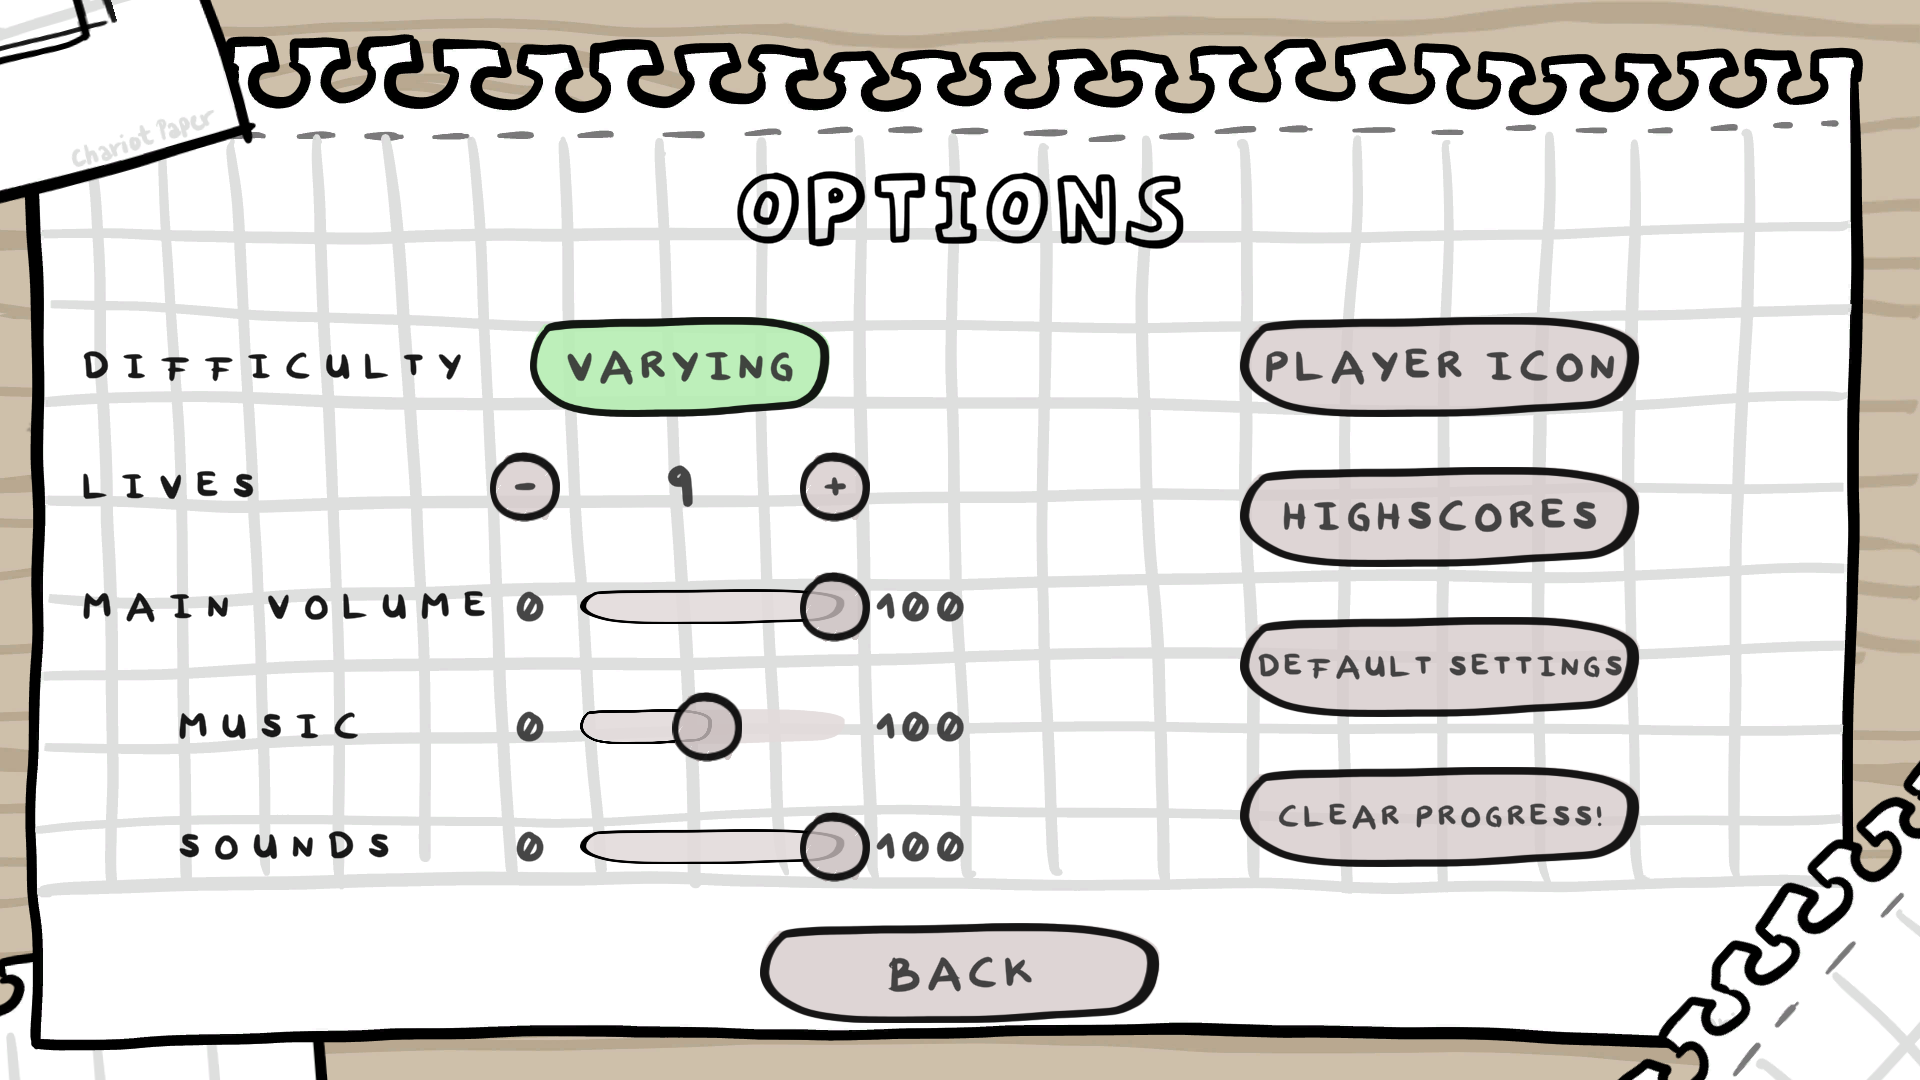 Chariot Paper
OPTIONS
DIFFICULTY VARYING
LIVES - 9 +
MAIN VOLUME 0 100
MUSIC 0 100
SOUNDS 0 100
PLAYER ICON
HIGHSCORES
DEFAULT SETTINGS
CLEAR PROGRESS!
BACK